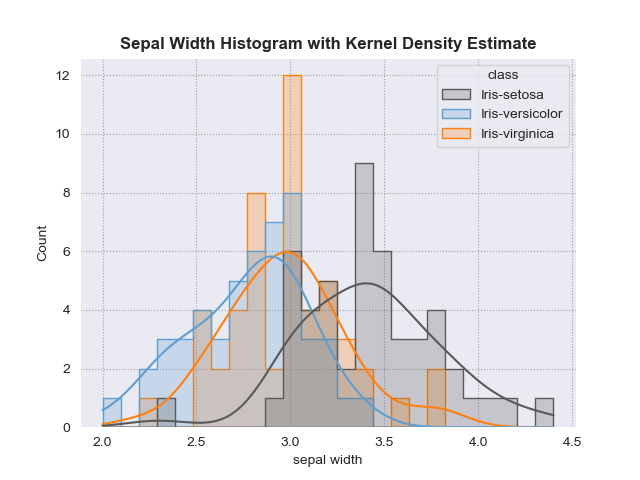 Sepal Width Histogram with Kernel Density Estimate
class
Iris-setosa
Iris-versicolor
Iris-virginica
12
10
8
6
4
2
0
Count
2.0 2.5 3.0 3.5 4.0 4.5
sepal width